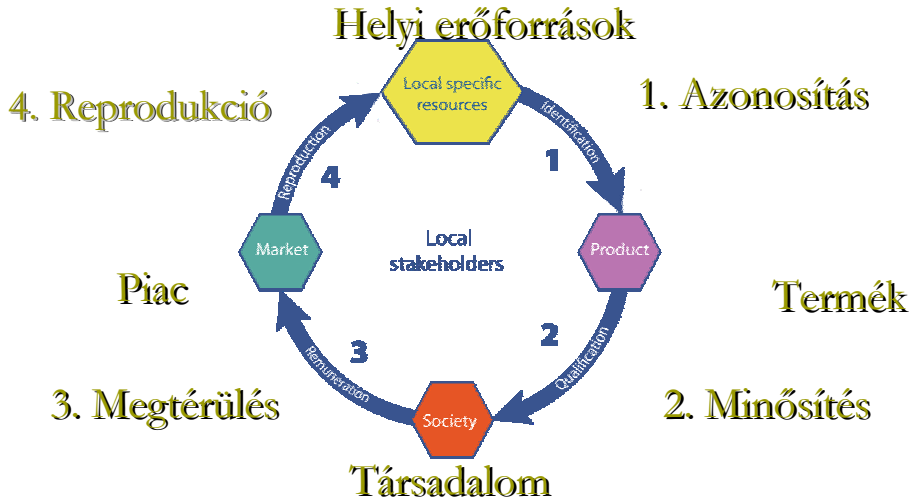 Helyi erőforrások
Local specific
resources
4. Reprodukció
1. Azonosítás
Identification
1
Reproduction
4
Market
Product
Local
stakeholders
Piac
Termék
2
3
Qualification
Remuneration
3. Megtérülés
2. Minősítés
Society
Társadalom